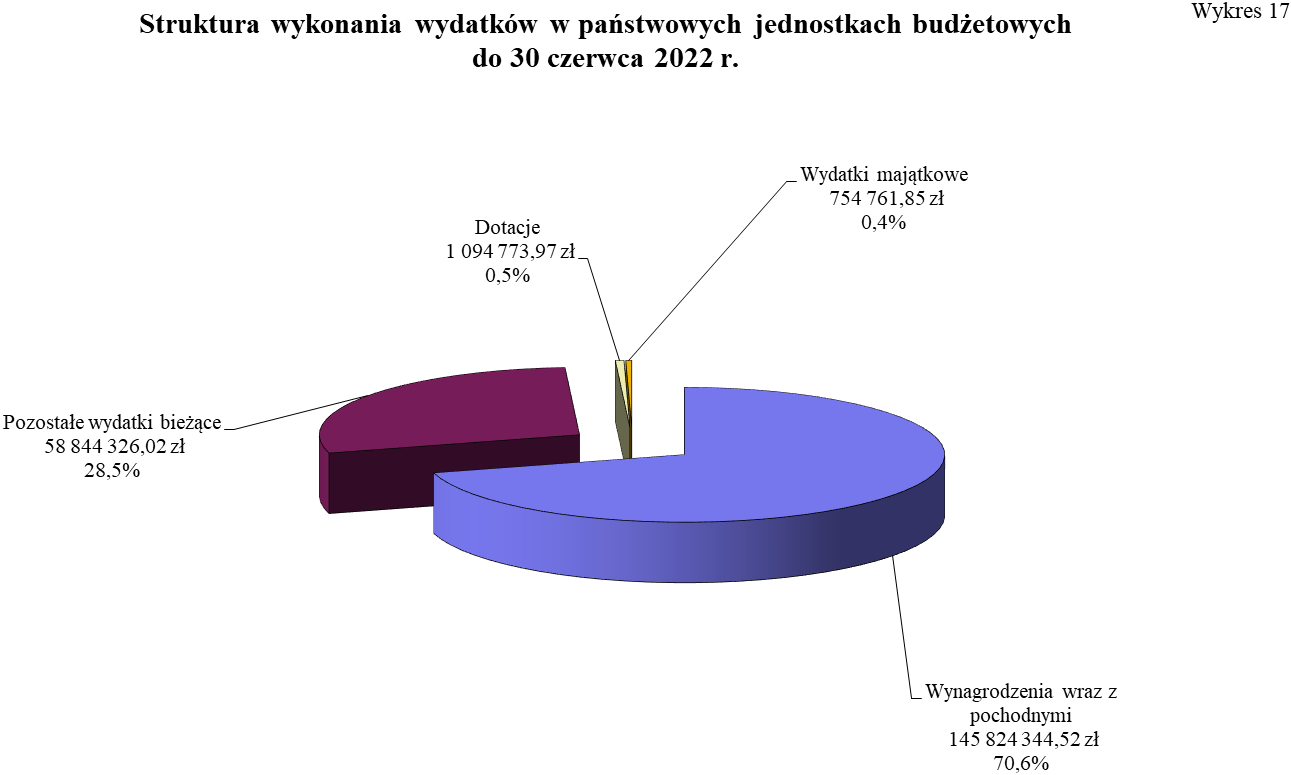 Wykres 17
Struktura wykonania wydatków w państwowych jednostkach budżetowych
do 30 czerwca 2022 r.
Wydatki majątkowe
754 761,85 zł
0,4%
Dotacje
1 094 773,97 zł
0,5%
Pozostałe wydatki bieżące
58 844 326,02 zł
28,5%
Wynagrodzenia wraz z
pochodnymi
145 824 344,52 zł
70,6%